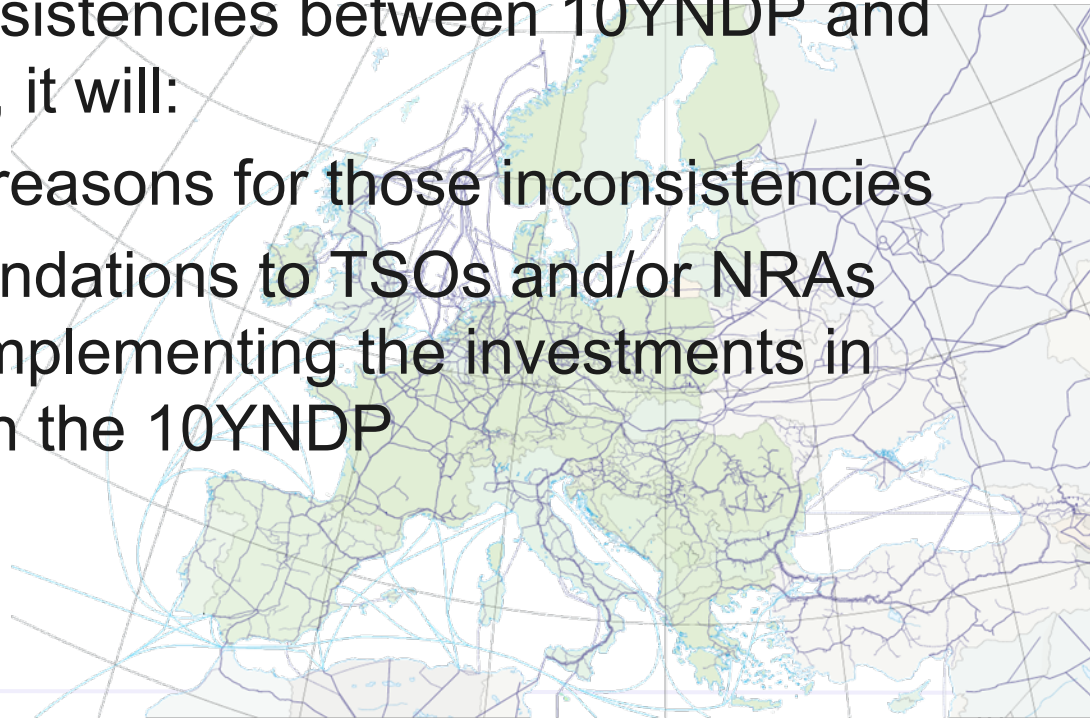 sistencies between 10YNDP and
, it will:
reasons for those inconsistencies
ndations to TSOs and/or NRAs
mplementing the investments in
n the 10YNDP